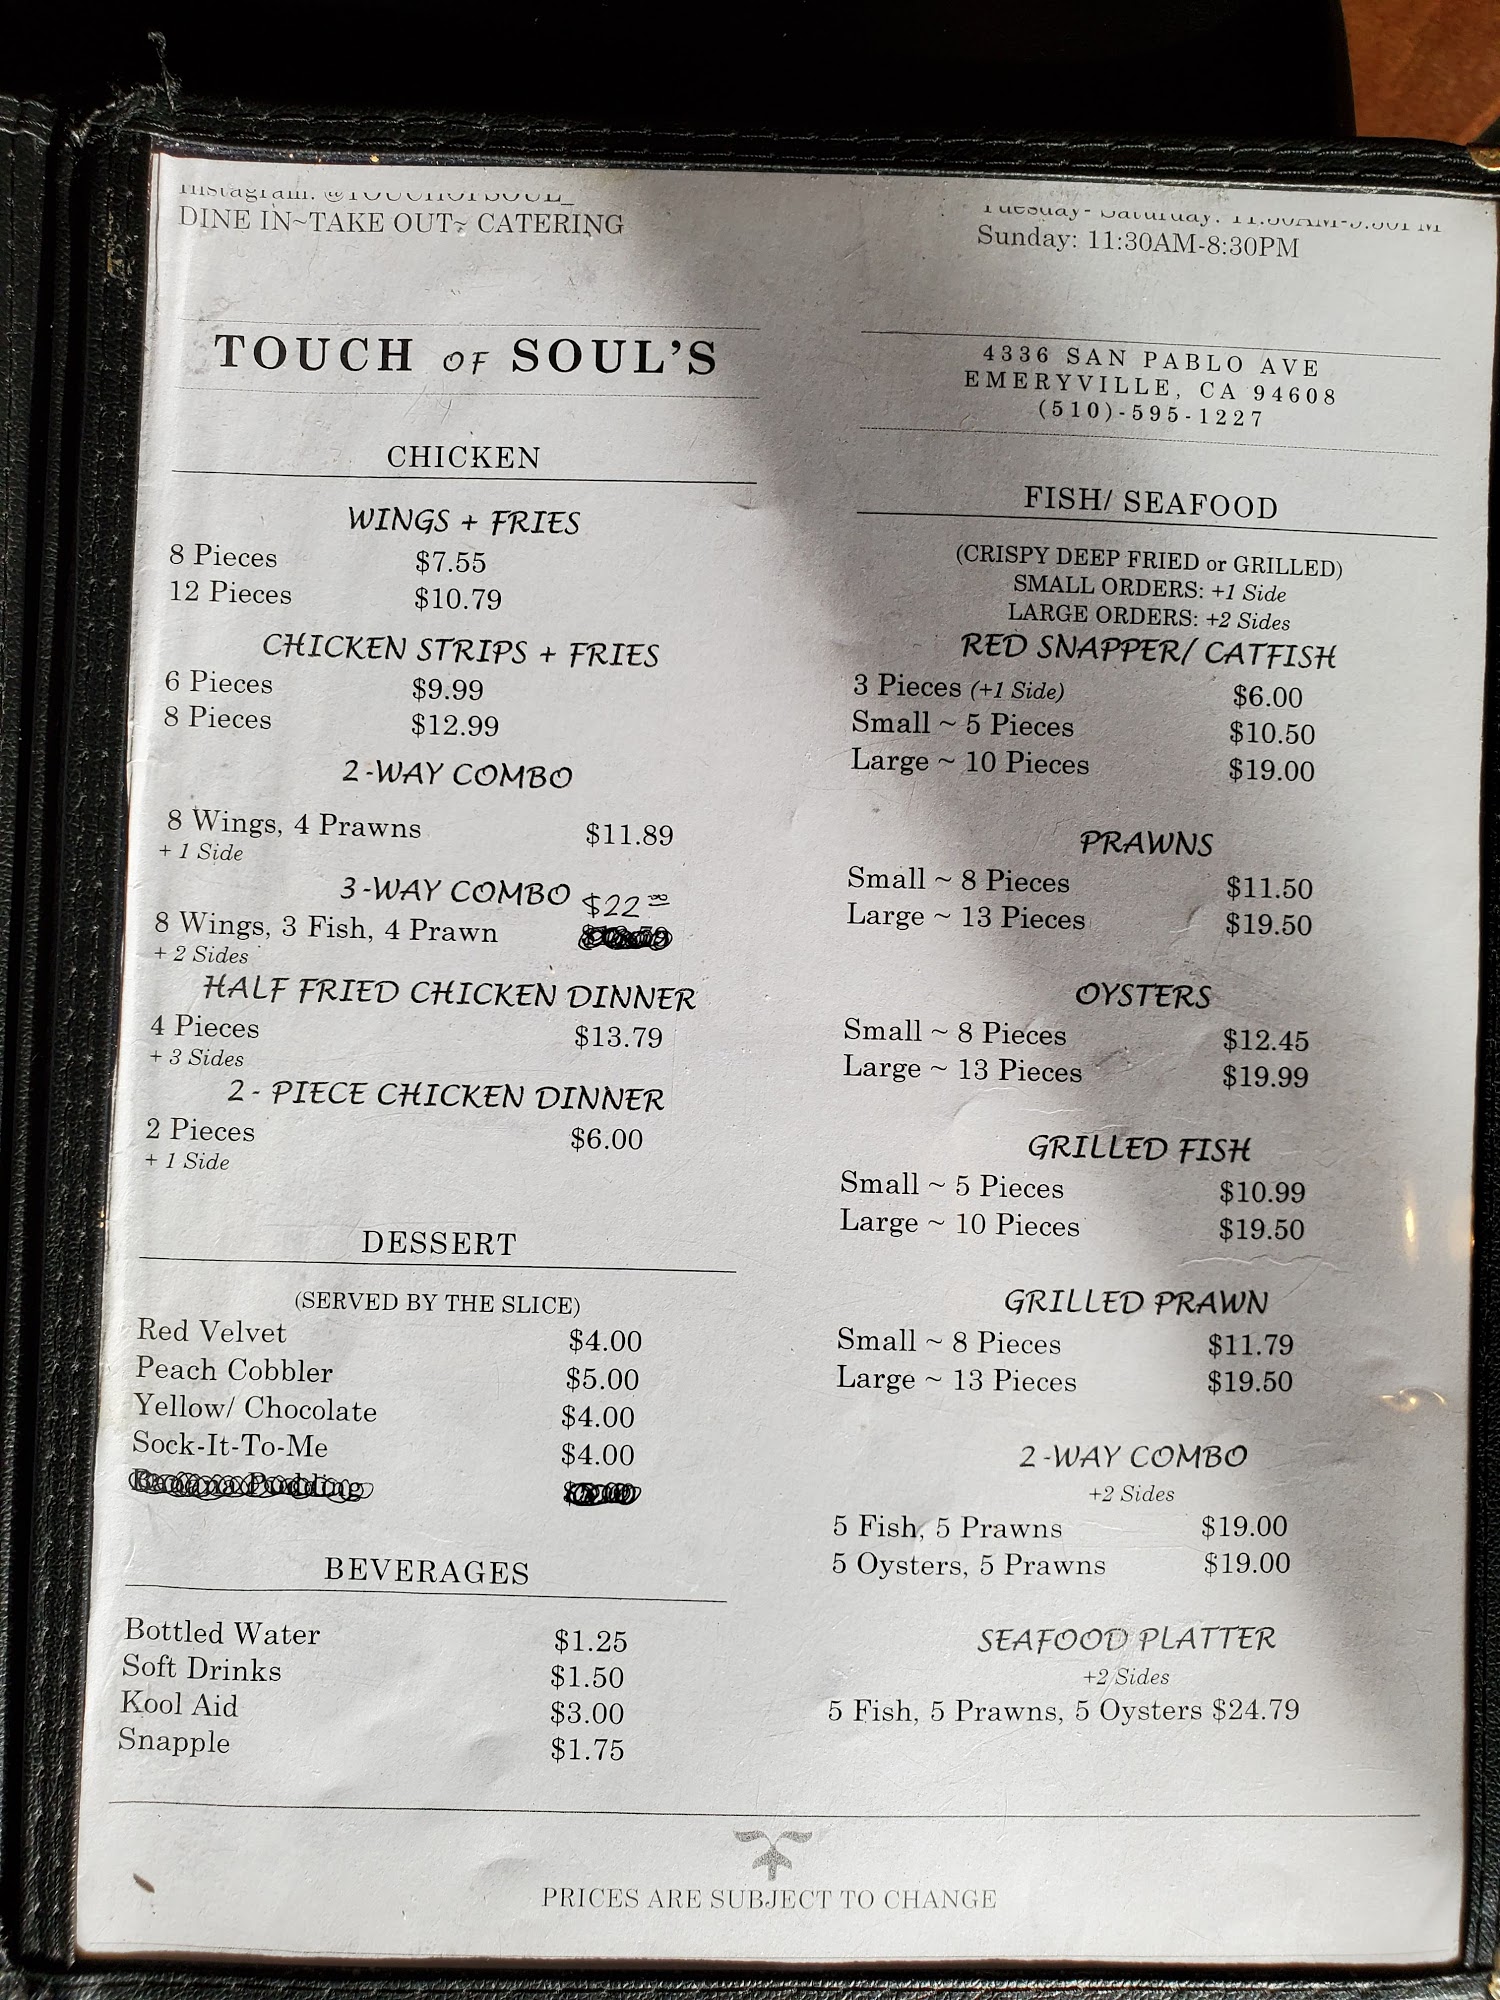 DINE IN~TAKE OUT~ CATERING
Sunday: 11:30AM-8:30PM
TOUCH OF SOUL'S
4336 SAN PABLO AVE
EMERYVILLE, CA 94608
(510)-595-1227
CHICKEN
WINGS + FRIES
8 Pieces $7.55
12 Pieces $10.79
CHICKEN STRIPS + FRIES
6 Pieces $9.99
8 Pieces $12.99
2-WAY COMBO
8 Wings, 4 Prawns $11.89
+ 1 Side
3-WAY COMBO $22.00
8 Wings, 3 Fish, 4 Prawn
+ 2 Sides
HALF FRIED CHICKEN DINNER
4 Pieces $13.79
+ 3 Sides
2- PIECE CHICKEN DINNER
2 Pieces $6.00
+ 1 Side
DESSERT
(SERVED BY THE SLICE)
Red Velvet $4.00
Peach Cobbler $5.00
Yellow/ Chocolate $4.00
Sock-It-To-Me $4.00
Banana Pudding
BEVERAGES
Bottled Water $1.25
Soft Drinks $1.50
Kool Aid $3.00
Snapple $1.75
FISH/ SEAFOOD
(CRISPY DEEP FRIED or GRILLED)
SMALL ORDERS: +1 Side
LARGE ORDERS: +2 Sides
RED SNAPPER/ CATFISH
3 Pieces (+1 Side) $6.00
Small ~ 5 Pieces $10.50
Large ~ 10 Pieces $19.00
PRAWNS
Small ~ 8 Pieces $11.50
Large ~ 13 Pieces $19.50
OYSTERS
Small ~ 8 Pieces $12.45
Large ~ 13 Pieces $19.99
GRILLED FISH
Small ~ 5 Pieces $10.99
Large ~ 10 Pieces $19.50
GRILLED PRAWN
Small ~ 8 Pieces $11.79
Large ~ 13 Pieces $19.50
2-WAY COMBO
+2 Sides
5 Fish, 5 Prawns $19.00
5 Oysters, 5 Prawns $19.00
SEAFOOD PLATTER
+2 Sides
5 Fish, 5 Prawns, 5 Oysters $24.79
PRICES ARE SUBJECT TO CHANGE